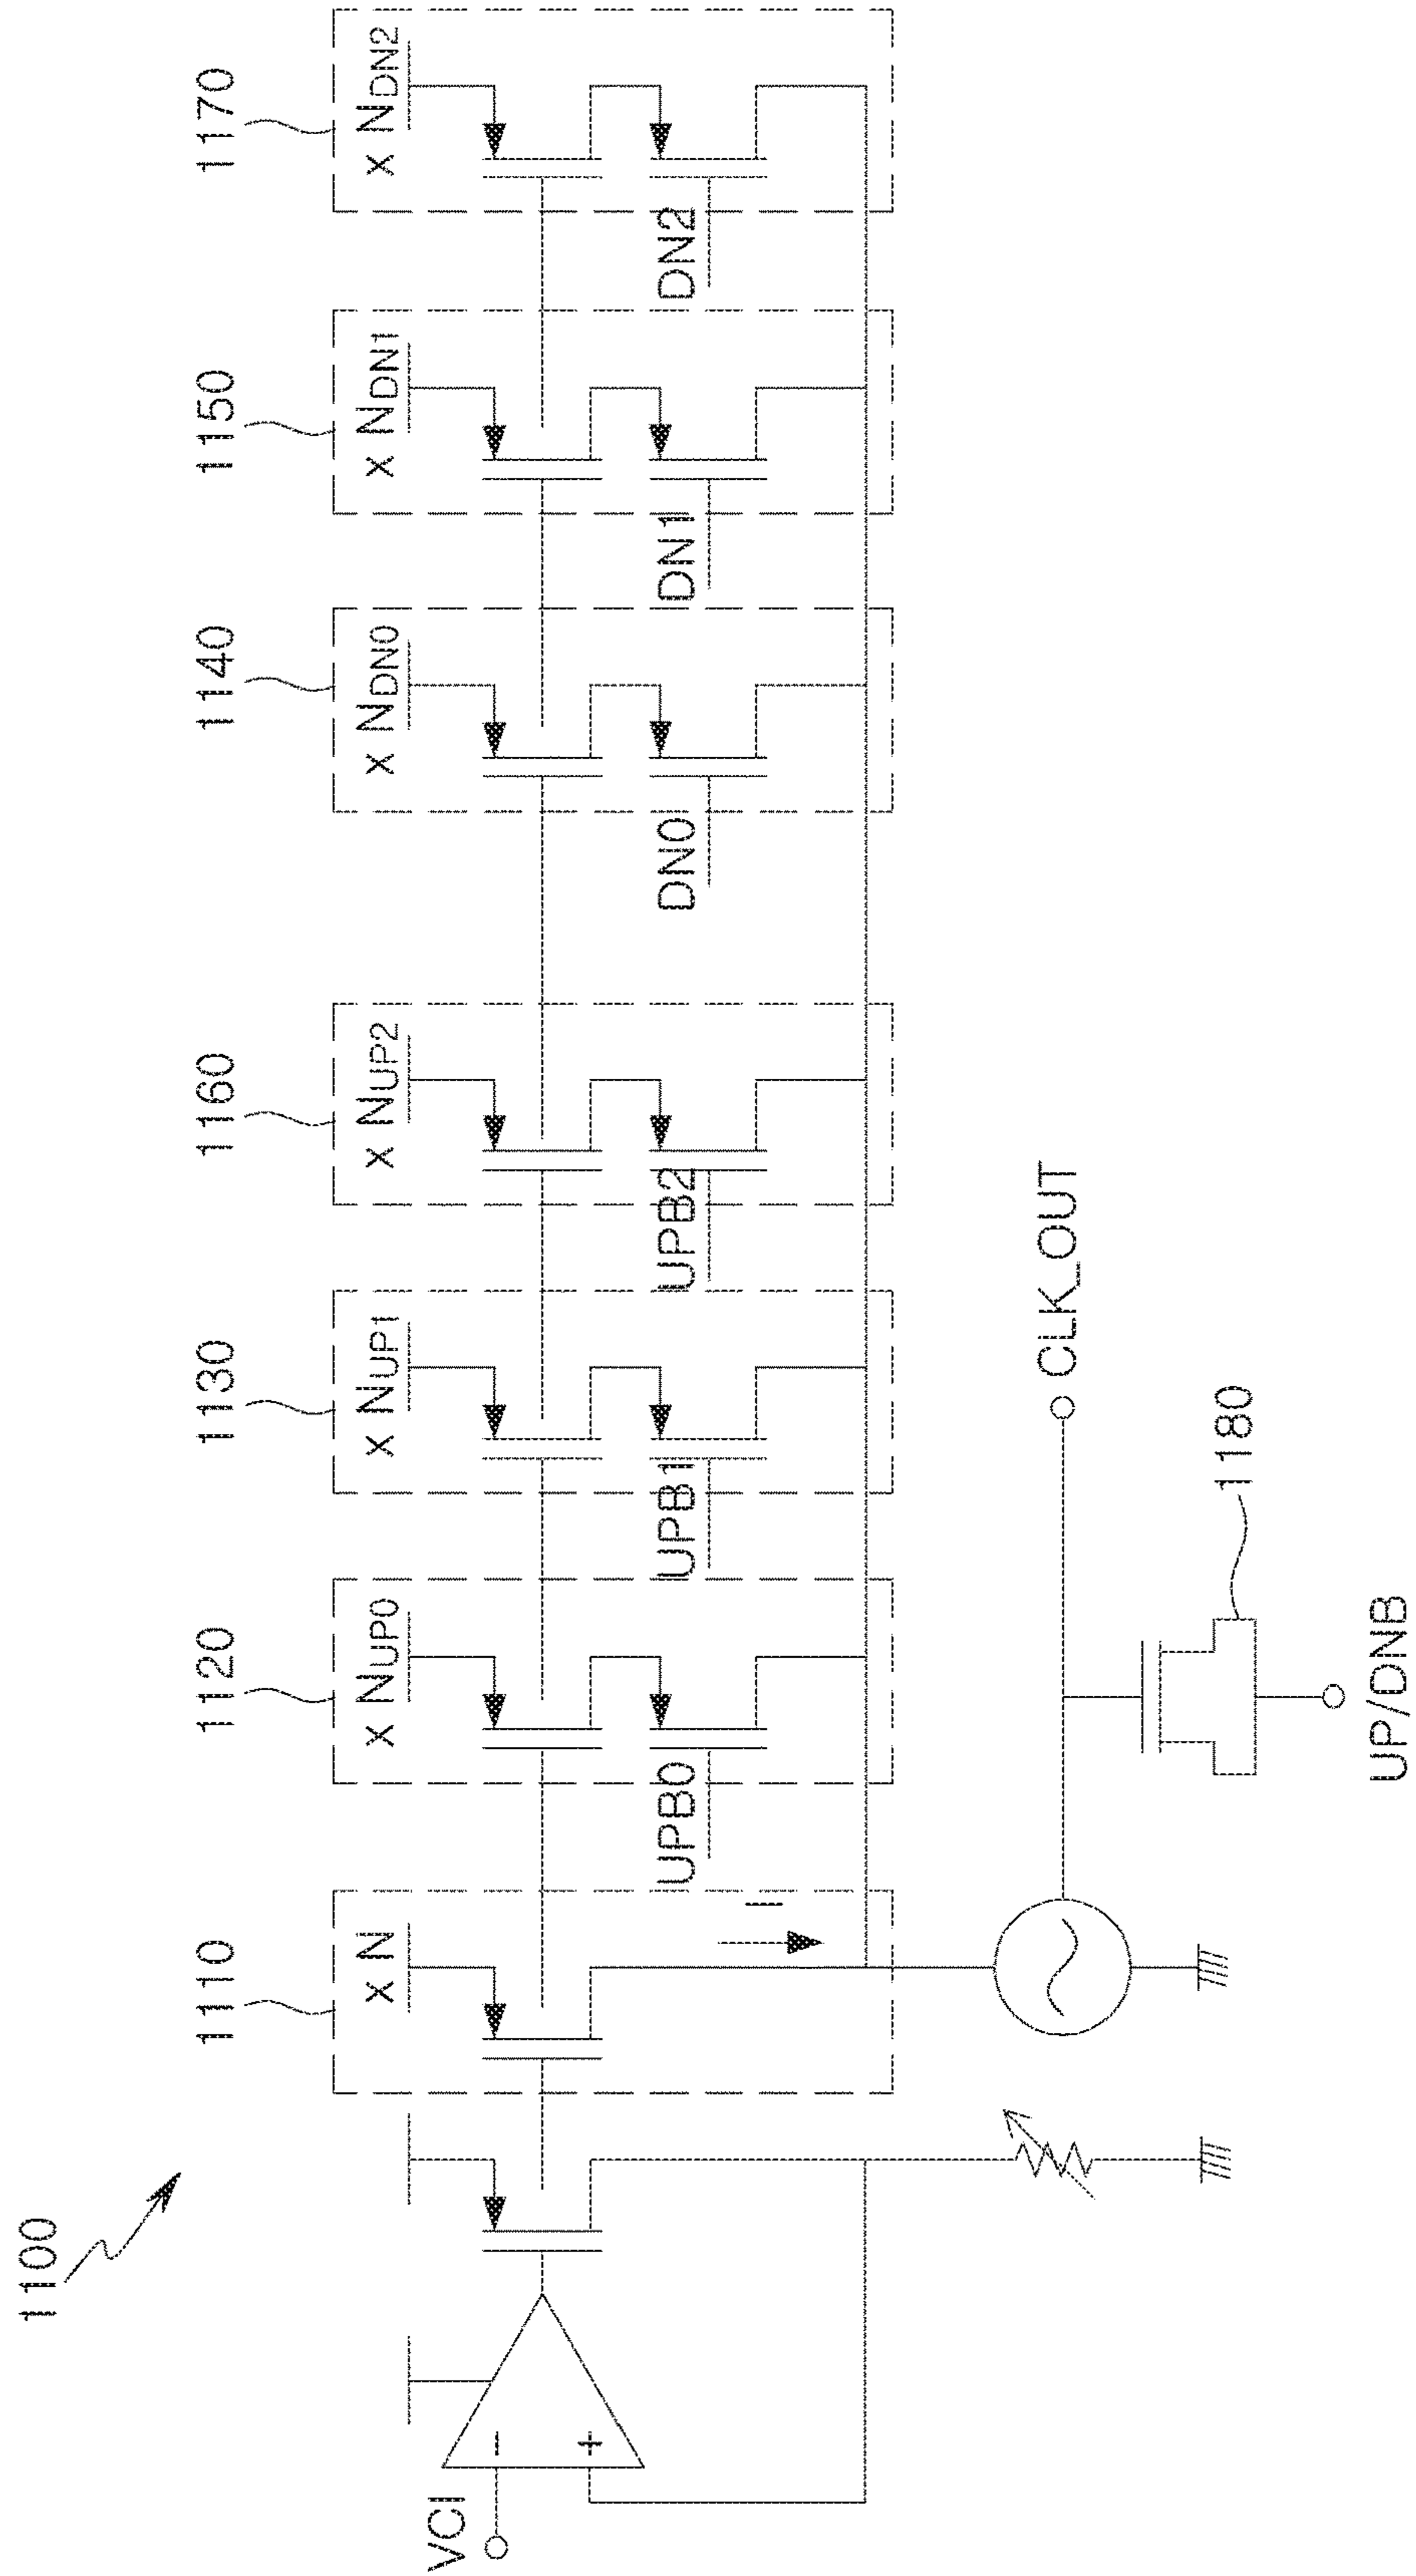 1100
1110
1120
1130
1160
1140
1150
1170
x N
x NUP0
x NUP1
x NUP2
x NDN0
x NDN1
x NDN2
VCI
−
+
I
UPB0
UPB1
UPB2
DN0
DN1
DN2
CLK_OUT
1180
UP/DNB